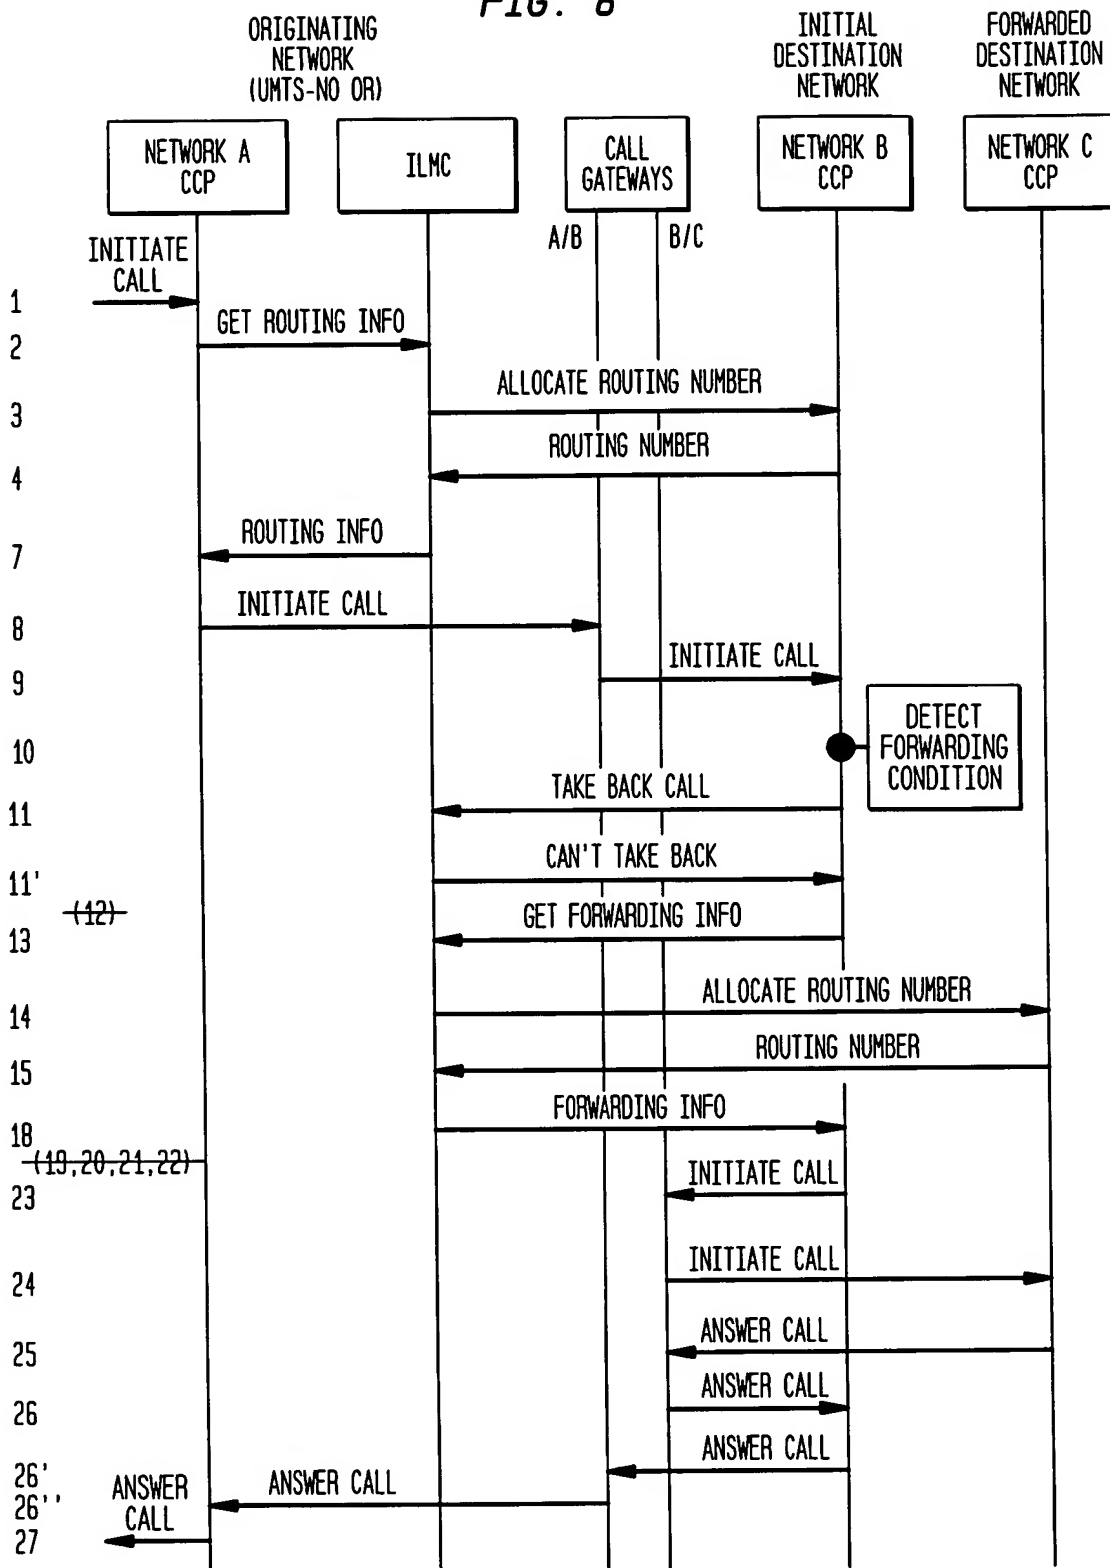 FIG. 8
ORIGINATING
NETWORK
(UMTS-NO OR)
INITIAL
DESTINATION
NETWORK
FORWARDED
DESTINATION
NETWORK
NETWORK A
CCP
ILMC
CALL
GATEWAYS
NETWORK B
CCP
NETWORK C
CCP
A/B
B/C
INITIATE
CALL
1
GET ROUTING INFO
2
ALLOCATE ROUTING NUMBER
3
ROUTING NUMBER
4
ROUTING INFO
7
INITIATE CALL
8
INITIATE CALL
9
DETECT
FORWARDING
CONDITION
10
TAKE BACK CALL
11
CAN'T TAKE BACK
11'
(12)
GET FORWARDING INFO
13
ALLOCATE ROUTING NUMBER
14
ROUTING NUMBER
15
FORWARDING INFO
18
(19,20,21,22)
INITIATE CALL
23
INITIATE CALL
24
ANSWER CALL
25
ANSWER CALL
26
ANSWER CALL
26'
ANSWER CALL
26''
ANSWER
CALL
27